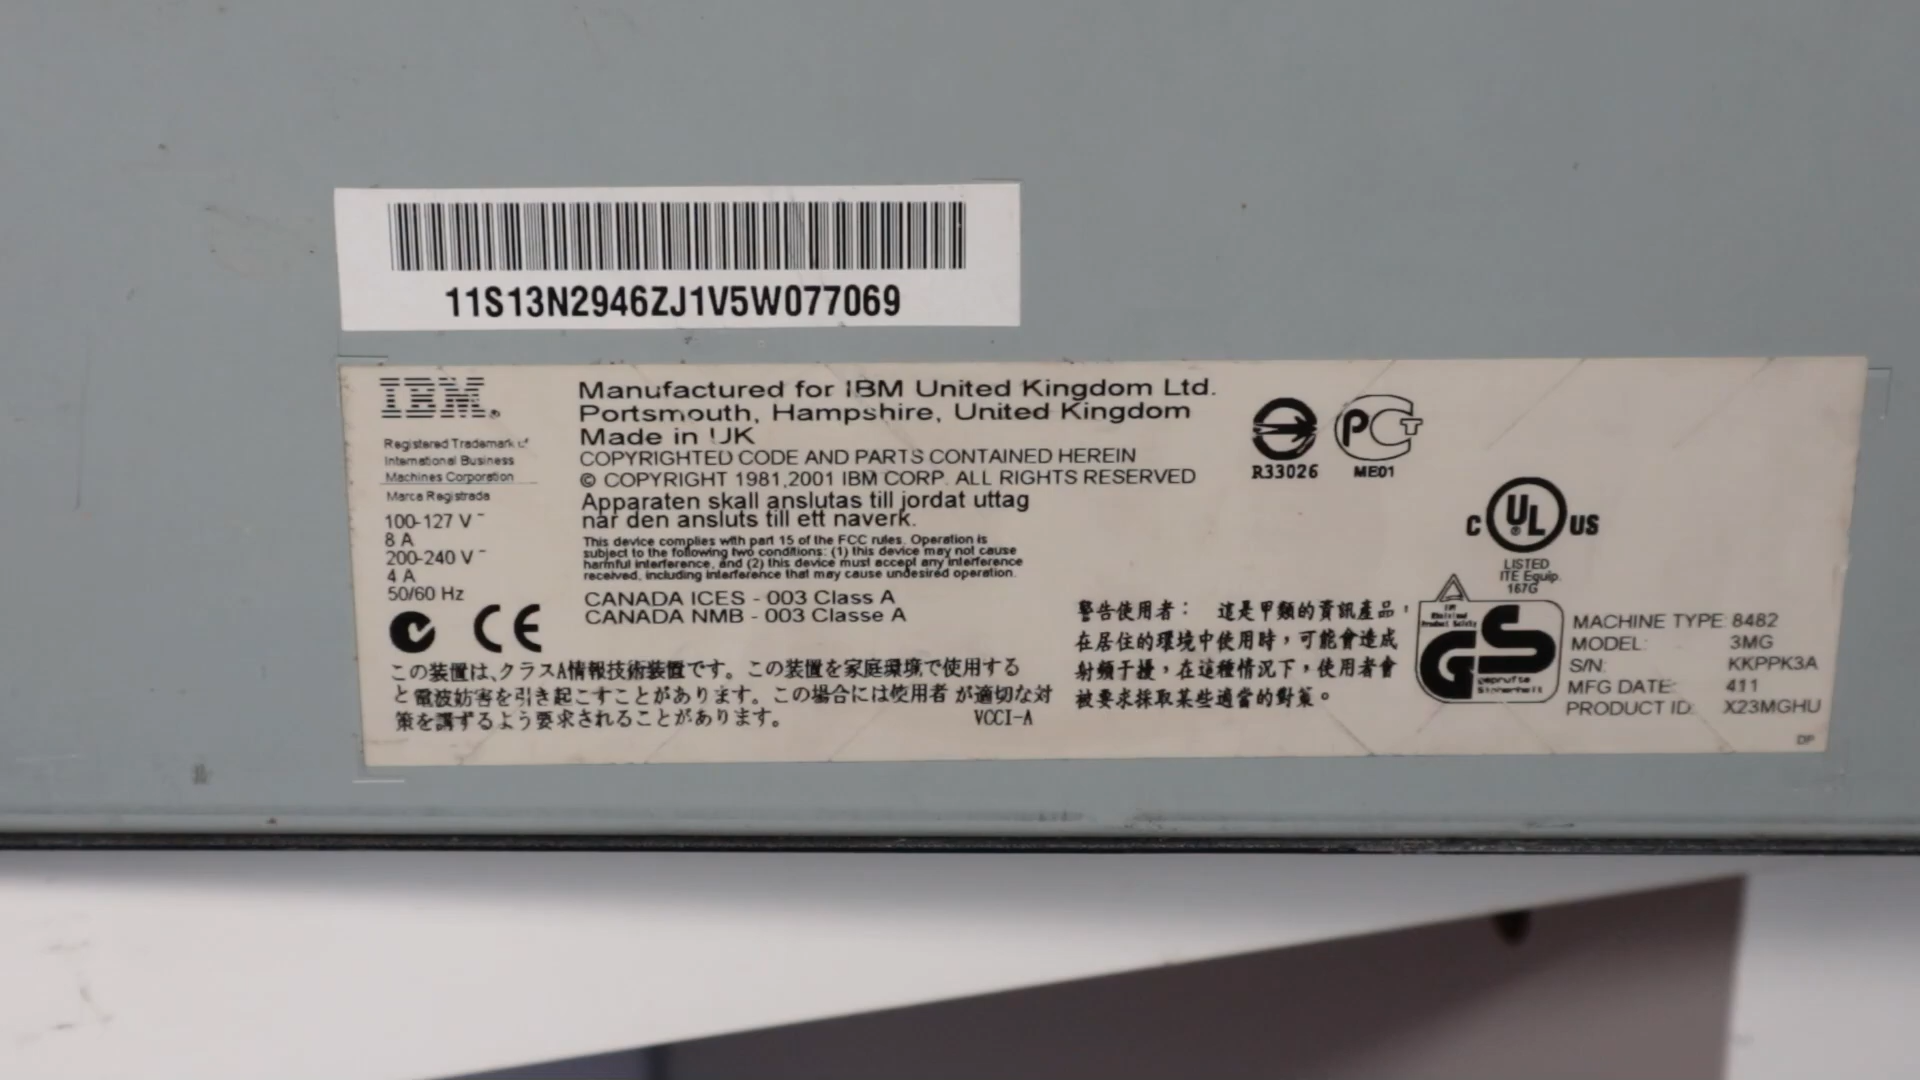 11S13N2946ZJ1V5W077069
IBM®
Registered Trademark of
International Business
Machines Corporation
Marca Registrada
100-127 V ~
8 A
200-240 V ~
4 A
50/60 Hz
CE
Manufactured for IBM United Kingdom Ltd.
Portsmouth, Hampshire, United Kingdom
Made in UK
COPYRIGHTED CODE AND PARTS CONTAINED HEREIN
© COPYRIGHT 1981,2001 IBM CORP. ALL RIGHTS RESERVED
Apparaten skall anslutas till jordat uttag
nar den ansluts till ett naverk.
This device complies with part 15 of the FCC rules. Operation is
subject to the following two conditions: (1) this device may not cause
harmful interference, and (2) this device must accept any interference
received, including interference that may cause undesired operation.
CANADA ICES - 003 Class A
CANADA NMB - 003 Classe A
この装置は、クラスA情報技術装置です。この装置を家庭環境で使用する
と電波妨害を引き起こすことがあります。この場合には使用者が適切な対
策を講ずるよう要求されることがあります。 VCCI-A
R33026
PCT
ME01
警告使用者： 這是甲類的資訊產品，
在居住的環境中使用時，可能會造成
射頻干擾，在這種情況下，使用者會
被要求採取某些適當的對策。
C UL® US
LISTED
ITE Equip.
167G
Product Safety
GS
geprüfte
Sicherheit
MACHINE TYPE: 8482
MODEL: 3MG
S/N: KKPPK3A
MFG DATE: 411
PRODUCT ID: X23MGHU
DP